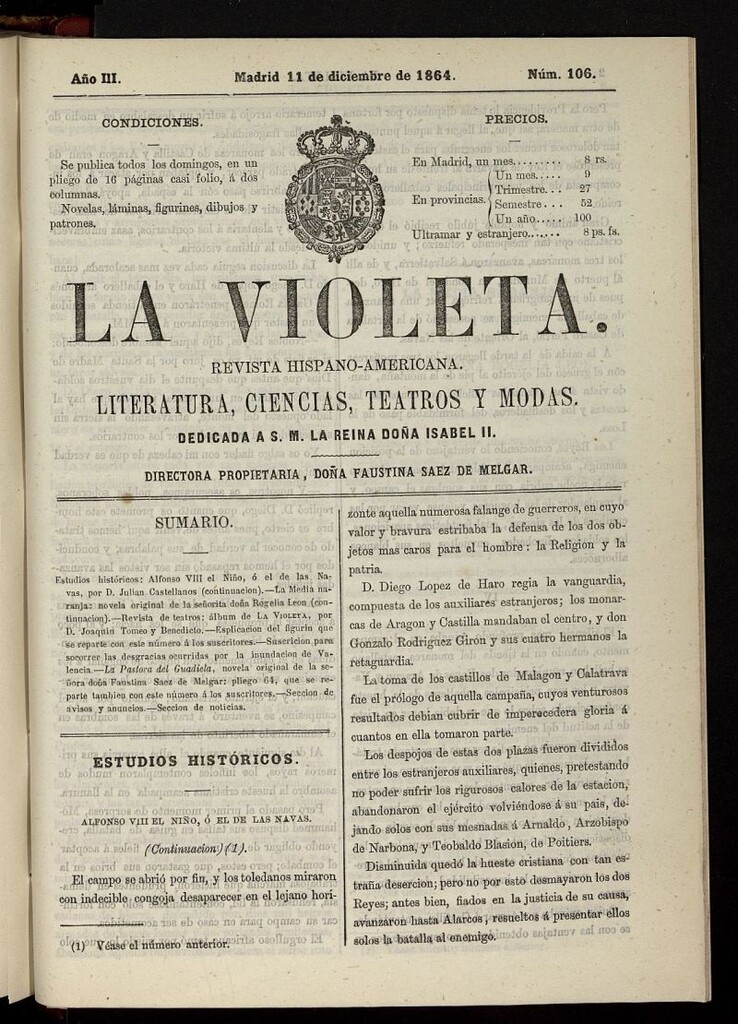 Año III.
Madrid 11 de diciembre de 1864.
Núm. 106.
CONDICIONES.
Se publica todos los domingos, en un
pliego de 16 páginas casi folio, á dos
columnas.
Novelas, láminas, figurines, dibujos y
patrones.
PRECIOS.
En Madrid, un mes......... 8 rs.
En provincias.
Un mes..... 9
Trimestre... 27
Semestre... 52
Un año..... 100
Ultramar y estranjero...... 8 ps. fs.
LA VIOLETA.
REVISTA HISPANO-AMERICANA.
LITERATURA, CIENCIAS, TEATROS Y MODAS.
DEDICADA A S. M. LA REINA DOÑA ISABEL II.
DIRECTORA PROPIETARIA, DOÑA FAUSTINA SAEZ DE MELGAR.
SUMARIO.
Estudios históricos: Alfonso VIII el Niño, ó el de las Na-
vas, por D. Julian Castellanos (continuacion).—La Media na-
ranja: novela original de la señorita doña Rogelia Leon (con-
tinuacion).—Revista de teatros: álbum de LA VIOLETA, por
D. Joaquin Tomeo y Benedicto.—Esplicacion del figurin que
se reparte con este número á los suscritores.—Suscricion para
socorrer las desgracias ocurridas por la inundacion de Va-
lencia.—La Pastora del Guadiela, novela original de la se-
ñora doña Faustina Saez de Melgar: pliego 64, que se re-
parte tambien con este número á los suscritores.—Seccion de
avisos y anuncios.—Seccion de noticias.
ESTUDIOS HISTÓRICOS.
ALFONSO VIII EL NIÑO, Ó EL DE LAS NAVAS.
(Continuacion) (1).
El campo se abrió por fin, y los toledanos miraron
con indecible congoja desaparecer en el lejano hori-
(1) Véase el número anterior.
zonte aquella numerosa falange de guerreros, en cuyo
valor y bravura estribaba la defensa de los dos ob-
jetos mas caros para el hombre: la Religion y la
patria.
D. Diego Lopez de Haro regia la vanguardia,
compuesta de los auxiliares estranjeros; los monar-
cas de Aragon y Castilla mandaban el centro, y don
Gonzalo Rodriguez Giron y sus cuatro hermanos la
retaguardia.
La toma de los castillos de Malagon y Calatrava
fue el prólogo de aquella campaña, cuyos venturosos
resultados debian cubrir de imperecedera gloria á
cuantos en ella tomaron parte.
Los despojos de estas dos plazas fueron divididos
entre los estranjeros auxiliares, quienes, pretestando
no poder sufrir los rigurosos calores de la estacion,
abandonaron el ejército volviéndose á su pais, de-
jando solos con sus mesnadas á Arnaldo, Arzobispo
de Narbona, y Teobaldo Blasion, de Poitiers.
Disminuida quedó la hueste cristiana con tan es-
traña desercion; pero no por esto desmayaron los dos
Reyes; antes bien, fiados en la justicia de su causa,
avanzaron hasta Alarcos, resueltos á presentar ellos
solos la batalla al enemigo.